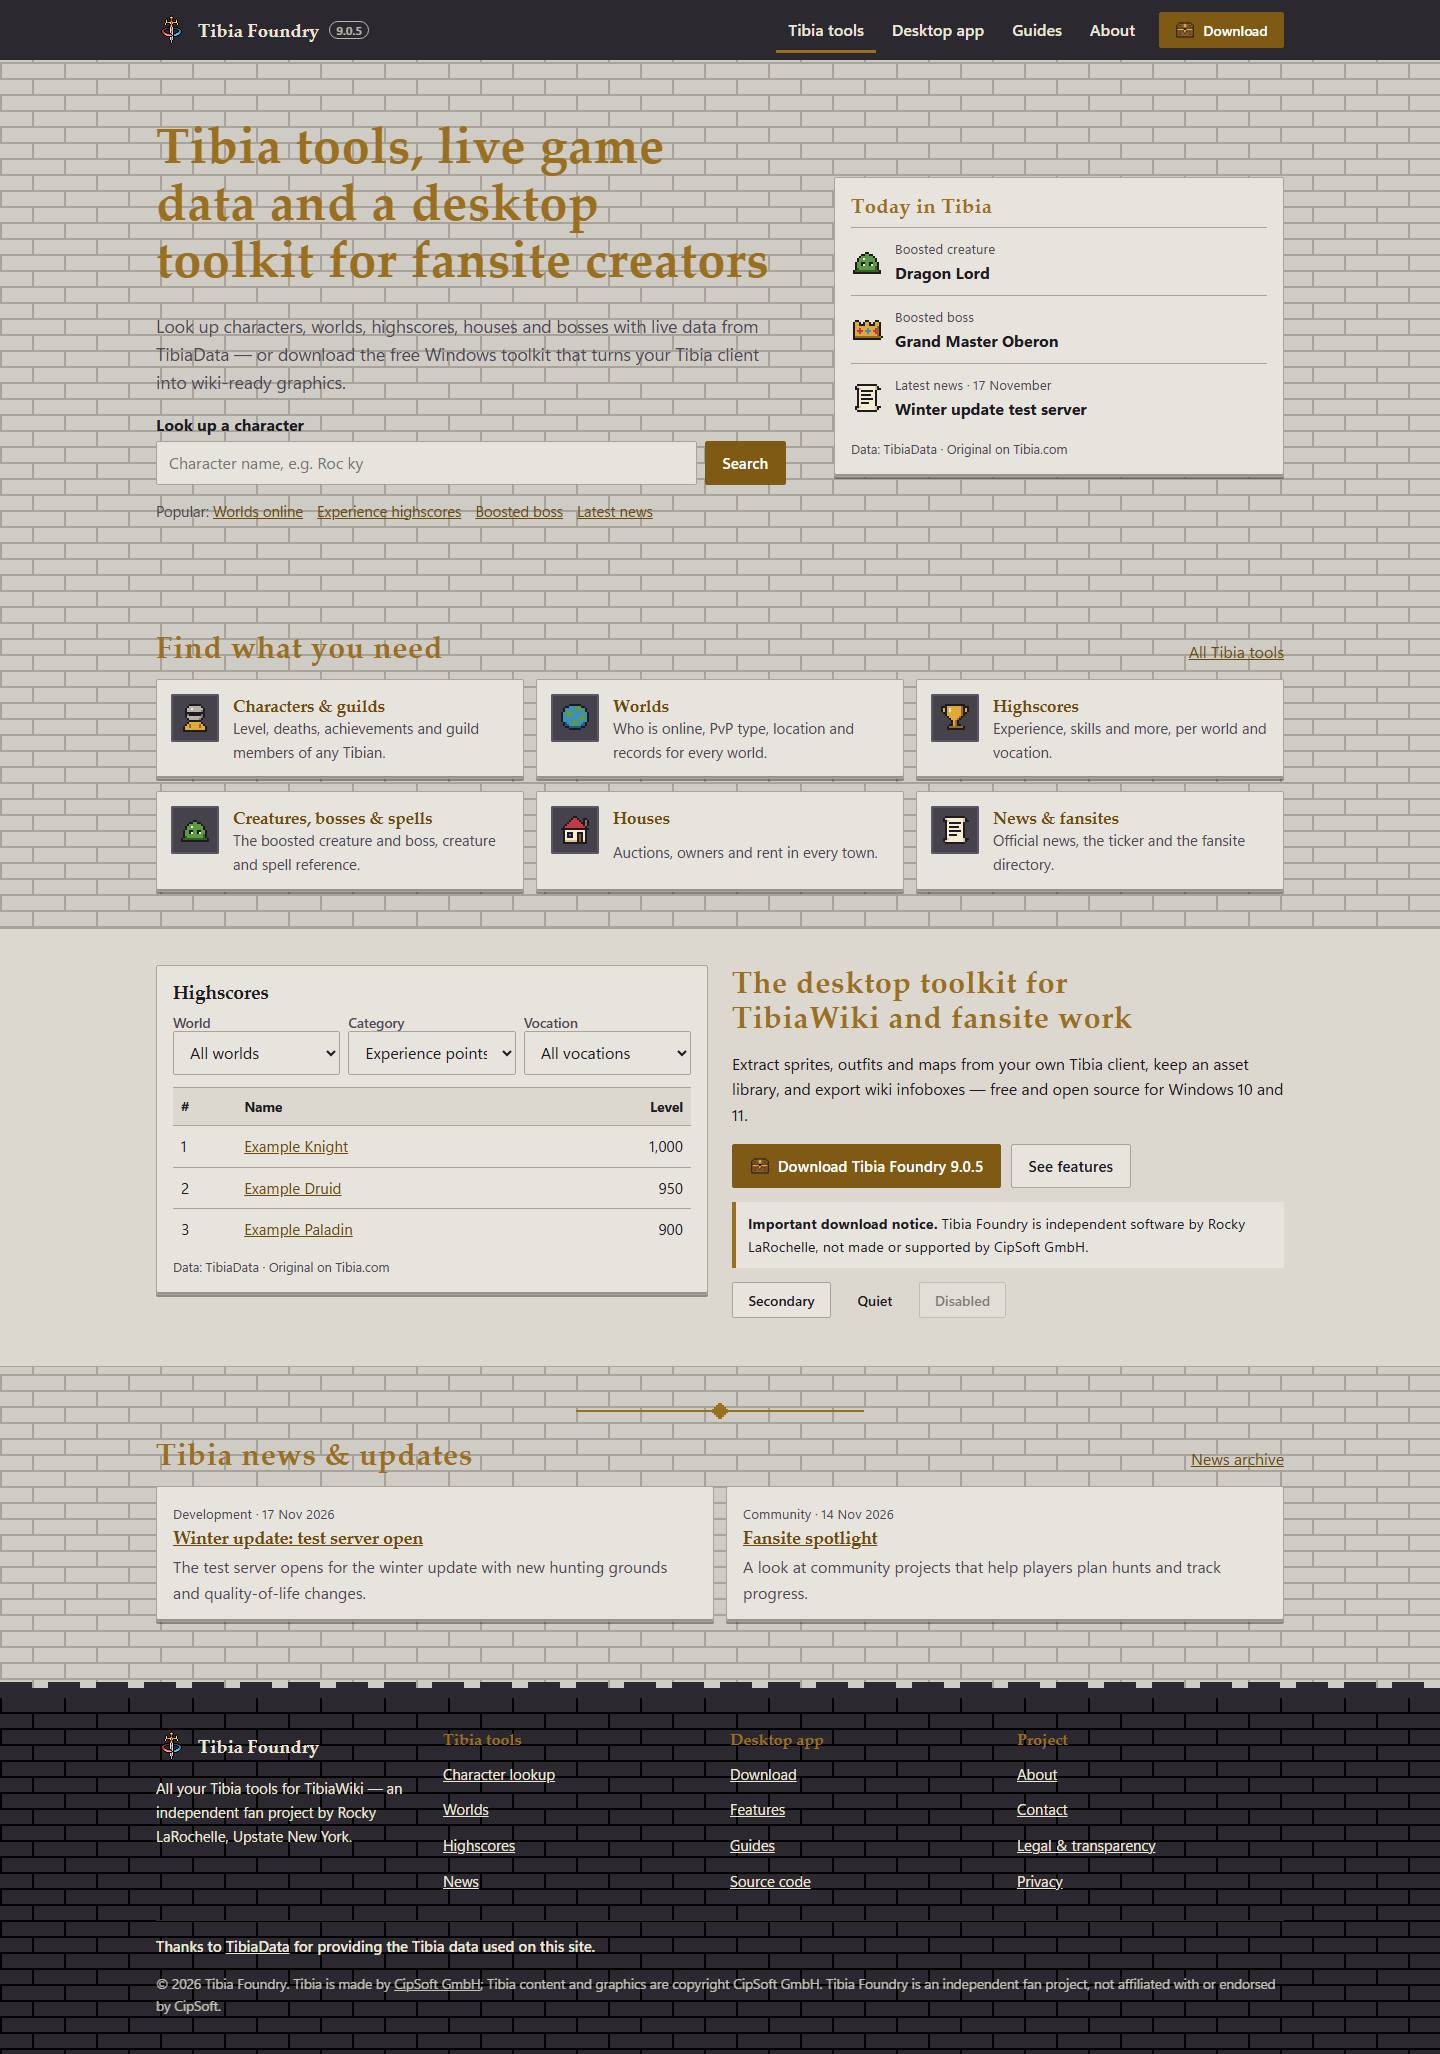 Tibia Foundry 9.0.5
Tibia tools Desktop app Guides About Download
Tibia tools, live game
data and a desktop
toolkit for fansite creators
Look up characters, worlds, highscores, houses and bosses with live data from
TibiaData — or download the free Windows toolkit that turns your Tibia client
into wiki-ready graphics.
Look up a character
Character name, e.g. Roc ky
Search
Popular: Worlds online Experience highscores Boosted boss Latest news
Today in Tibia
Boosted creature
Dragon Lord
Boosted boss
Grand Master Oberon
Latest news · 17 November
Winter update test server
Data: TibiaData · Original on Tibia.com
Find what you need
All Tibia tools
Characters & guilds
Level, deaths, achievements and guild
members of any Tibian.
Worlds
Who is online, PvP type, location and
records for every world.
Highscores
Experience, skills and more, per world and
vocation.
Creatures, bosses & spells
The boosted creature and boss, creature
and spell reference.
Houses
Auctions, owners and rent in every town.
News & fansites
Official news, the ticker and the fansite
directory.
Highscores
World Category Vocation
All worlds Experience points All vocations
# Name Level
1 Example Knight 1,000
2 Example Druid 950
3 Example Paladin 900
Data: TibiaData · Original on Tibia.com
The desktop toolkit for
TibiaWiki and fansite work
Extract sprites, outfits and maps from your own Tibia client, keep an asset
library, and export wiki infoboxes — free and open source for Windows 10 and
11.
Download Tibia Foundry 9.0.5 See features
Important download notice. Tibia Foundry is independent software by Rocky
LaRochelle, not made or supported by CipSoft GmbH.
Secondary Quiet Disabled
Tibia news & updates
News archive
Development · 17 Nov 2026
Winter update: test server open
The test server opens for the winter update with new hunting grounds
and quality-of-life changes.
Community · 14 Nov 2026
Fansite spotlight
A look at community projects that help players plan hunts and track
progress.
Tibia Foundry
All your Tibia tools for TibiaWiki — an
independent fan project by Rocky
LaRochelle, Upstate New York.
Tibia tools
Character lookup
Worlds
Highscores
News
Desktop app
Download
Features
Guides
Source code
Project
About
Contact
Legal & transparency
Privacy
Thanks to TibiaData for providing the Tibia data used on this site.
© 2026 Tibia Foundry. Tibia is made by CipSoft GmbH; Tibia content and graphics are copyright CipSoft GmbH. Tibia Foundry is an independent fan project, not affiliated with or endorsed
by CipSoft.